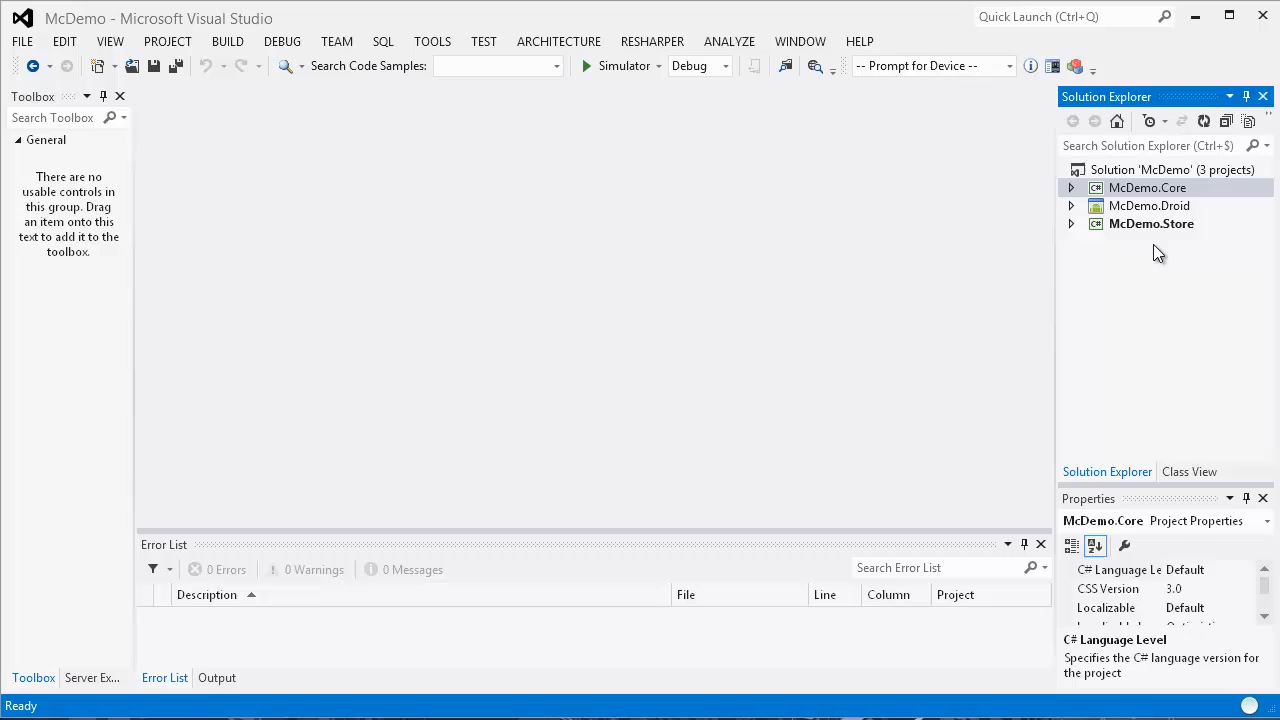 McDemo - Microsoft Visual Studio
Quick Launch (Ctrl+Q)
FILE EDIT VIEW PROJECT BUILD DEBUG TEAM SQL TOOLS TEST ARCHITECTURE RESHARPER ANALYZE WINDOW HELP
Search Code Samples: Simulator Debug -- Prompt for Device --
Toolbox
Search Toolbox
General
There are no
usable controls in
this group. Drag
an item onto this
text to add it to the
toolbox.
Toolbox Server Ex...
Error List
0 Errors 0 Warnings 0 Messages
Search Error List
Description File Line Column Project
Error List Output
Solution Explorer
Search Solution Explorer (Ctrl+$)
Solution 'McDemo' (3 projects)
C# McDemo.Core
McDemo.Droid
C# McDemo.Store
Solution Explorer Class View
Properties
McDemo.Core Project Properties
C# Language Le Default
CSS Version 3.0
Localizable Default
C# Language Level
Specifies the C# language version for
the project
Ready